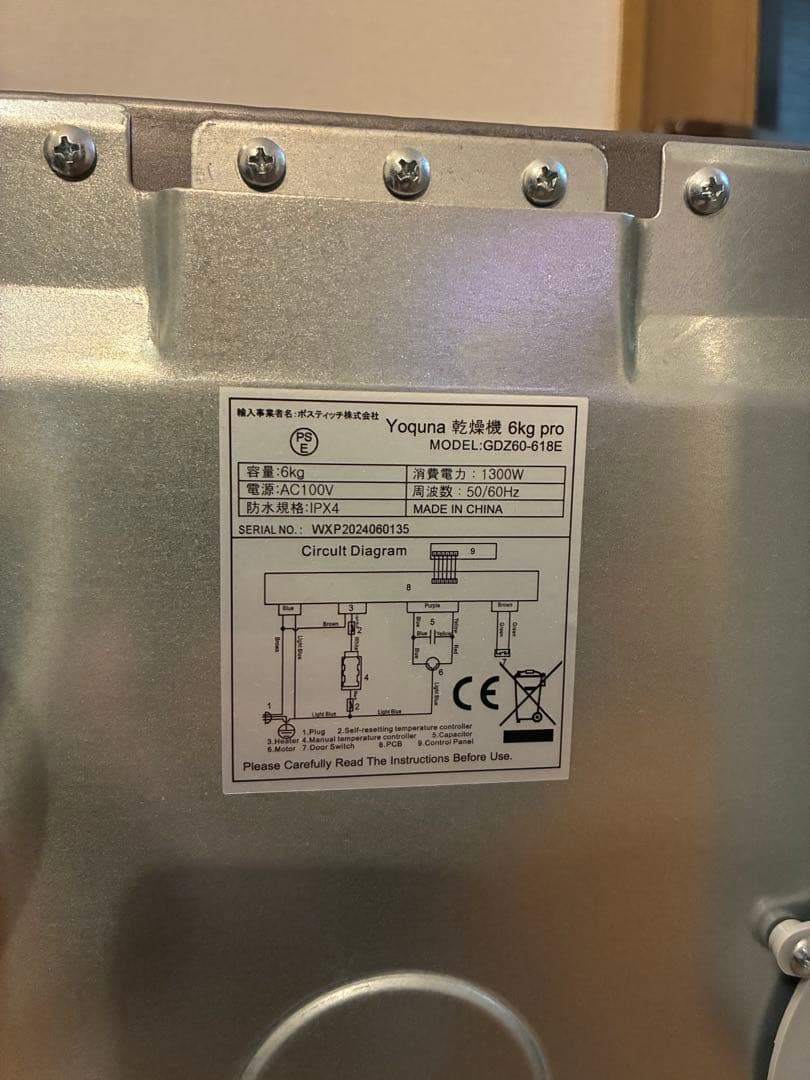 輸入事業者名:ボスティッチ株式会社
PS
E
Yoquna 乾燥機 6kg pro
MODEL:GDZ60-618E
容量:6kg
消費電力:1300W
電源:AC100V
周波数:50/60Hz
防水規格:IPX4
MADE IN CHINA
SERIAL NO.: WXP2024060135
Circult Diagram
9
8
Blue
3
Purple
Brown
Brown
2
Brown
Light Blue
White
Blue
Blue
5
Yellow
Yellow
Blue
Red
Green
Green
7
4
6
2
Light Blue
1
Light Blue
Light Blue
CE
1.Plug 2.Self-resetting temperature controller
3.Heater 4.Manual temperature controller 5.Capacitor
6.Motor 7.Door Switch 8.PCB 9.Control Panel
Please Carefully Read The Instructions Before Use.